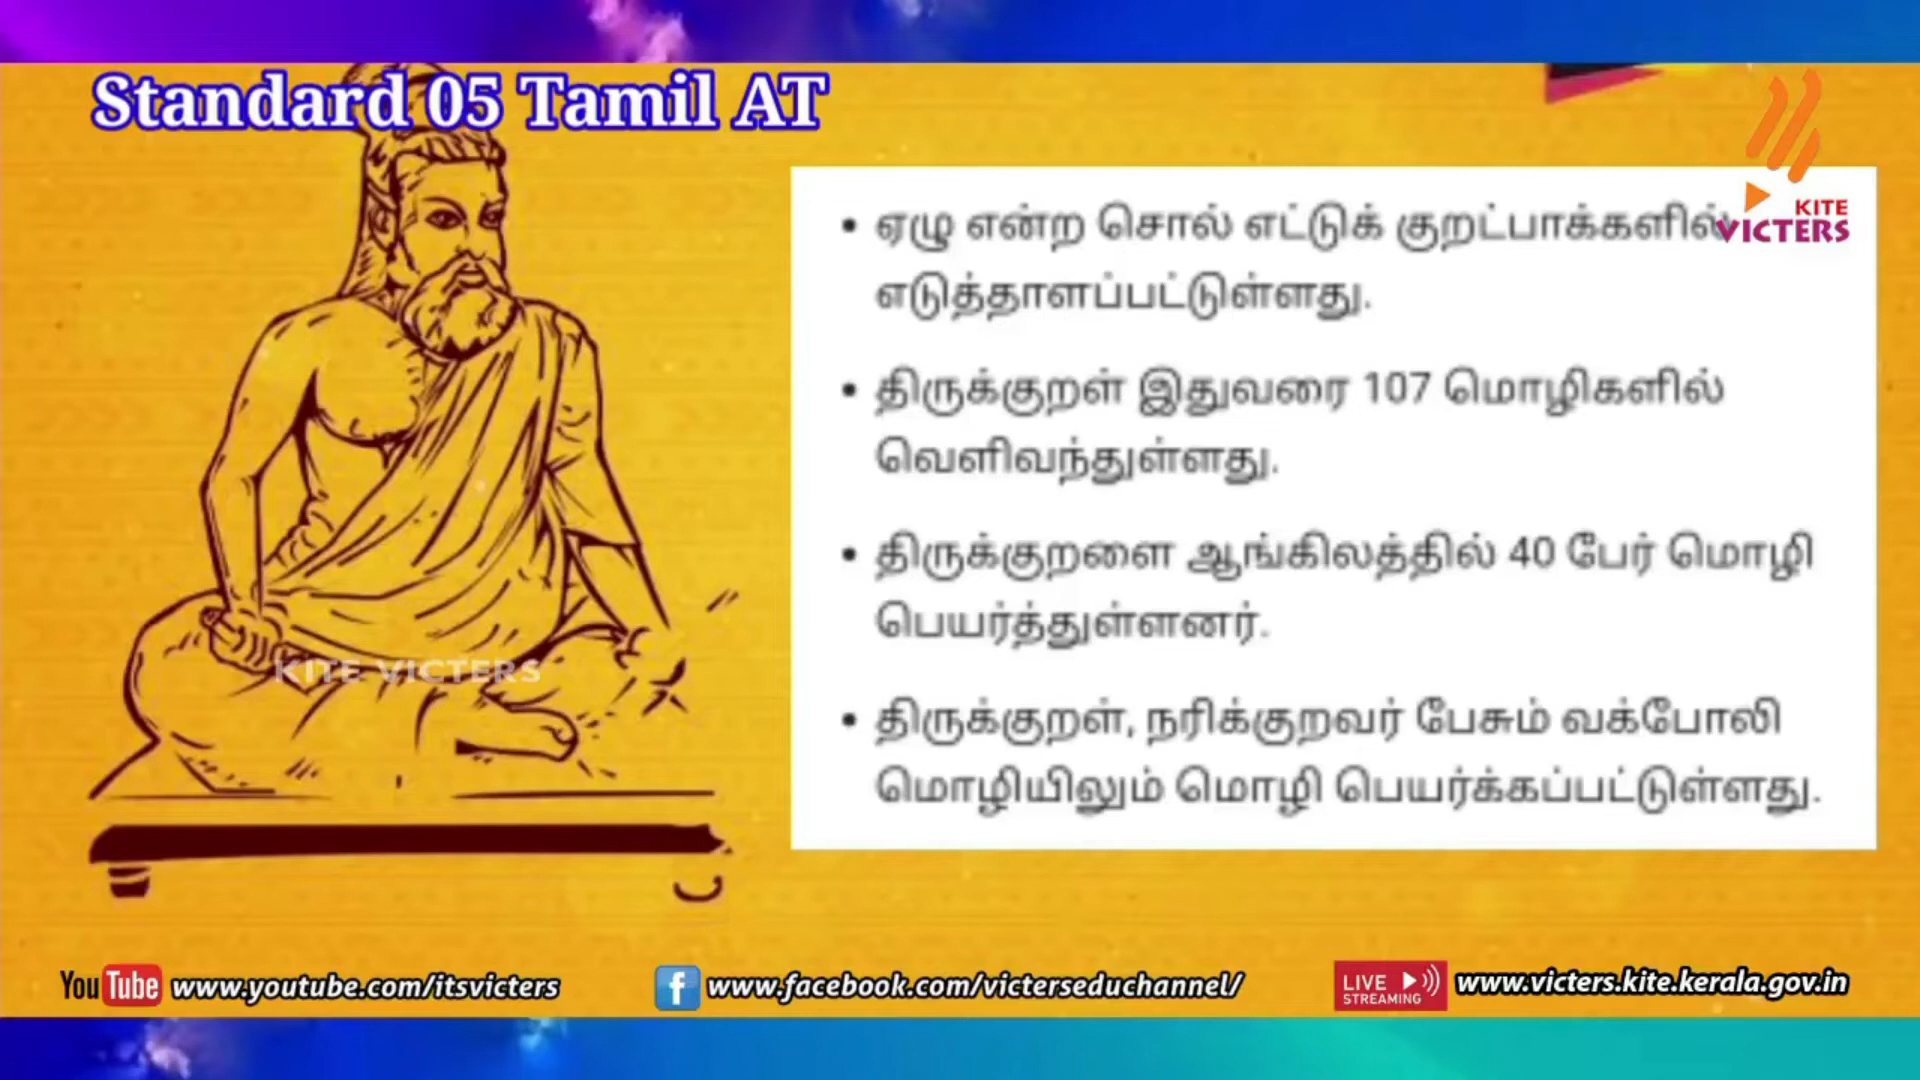 Standard 05 Tamil AT
KITE
VICTERS
• ஏழு என்ற சொல் எட்டுக் குறட்பாக்களில்
எடுத்தாளப்பட்டுள்ளது.
• திருக்குறள் இதுவரை 107 மொழிகளில்
வெளிவந்துள்ளது.
• திருக்குறளை ஆங்கிலத்தில் 40 பேர் மொழி
பெயர்த்துள்ளனர்.
• திருக்குறள், நரிக்குறவர் பேசும் வக்போலி
மொழியிலும் மொழி பெயர்க்கப்பட்டுள்ளது.
KITE VICTERS
YouTube www.youtube.com/itsvicters
f www.facebook.com/victerseduchannel/
LIVE
STREAMING
www.victers.kite.kerala.gov.in